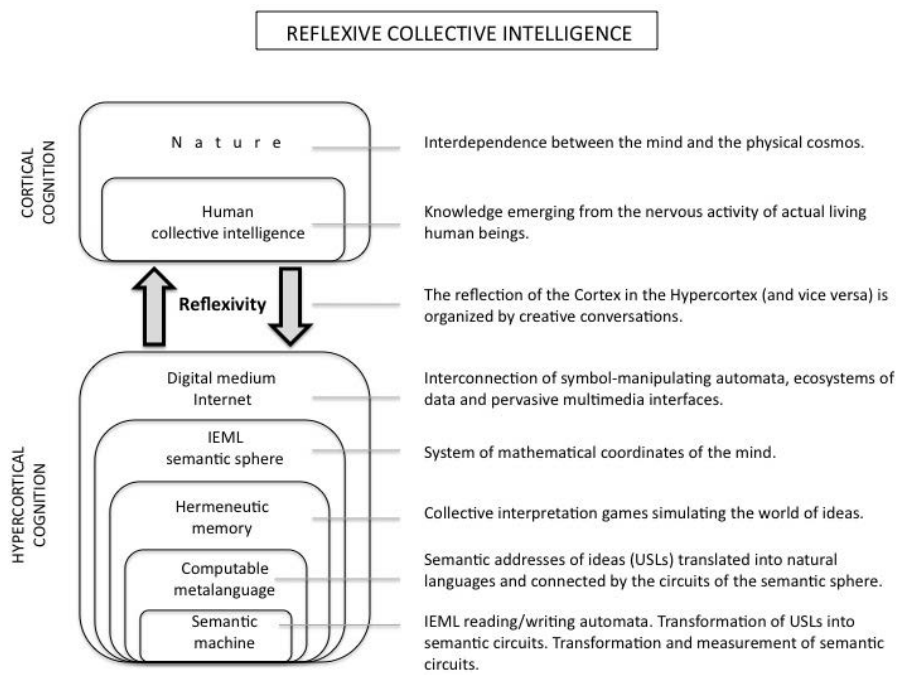 REFLEXIVE COLLECTIVE INTELLIGENCE
CORTICAL
COGNITION
N a t u r e
Interdependence between the mind and the physical cosmos.
Human
collective intelligence
Knowledge emerging from the nervous activity of actual living
human beings.
Reflexivity
The reflection of the Cortex in the Hypercortex (and vice versa) is
organized by creative conversations.
HYPERCORTICAL
COGNITION
Digital medium
Internet
Interconnection of symbol-manipulating automata, ecosystems of
data and pervasive multimedia interfaces.
IEML
semantic sphere
System of mathematical coordinates of the mind.
Hermeneutic
memory
Collective interpretation games simulating the world of ideas.
Computable
metalanguage
Semantic addresses of ideas (USLs) translated into natural
languages and connected by the circuits of the semantic sphere.
Semantic
machine
IEML reading/writing automata. Transformation of USLs into
semantic circuits. Transformation and measurement of semantic
circuits.